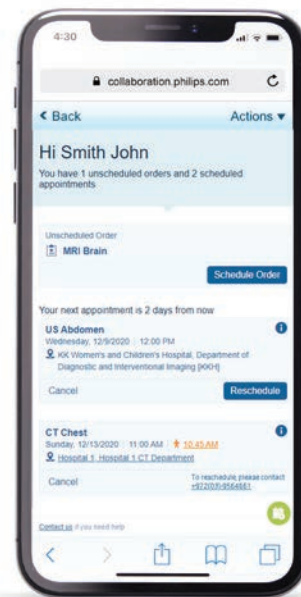 4:30
collaboration.philips.com
Back
Actions
Hi Smith John
You have 1 unscheduled orders and 2 scheduled
appointments
Unscheduled Order
MRI Brain
Schedule Order
Your next appointment is 2 days from now
US Abdomen
Wednesday, 12/9/2020 | 12:00 PM
KK Women's and Children's Hospital, Department of
Diagnostic and Interventional Imaging [KKH]
Cancel
Reschedule
CT Chest
Sunday, 12/13/2020 | 11:00 AM | 10:45 AM
Hospital 1, Hospital 1 CT Department
Cancel
To reschedule, please contact
Contact us if you need help